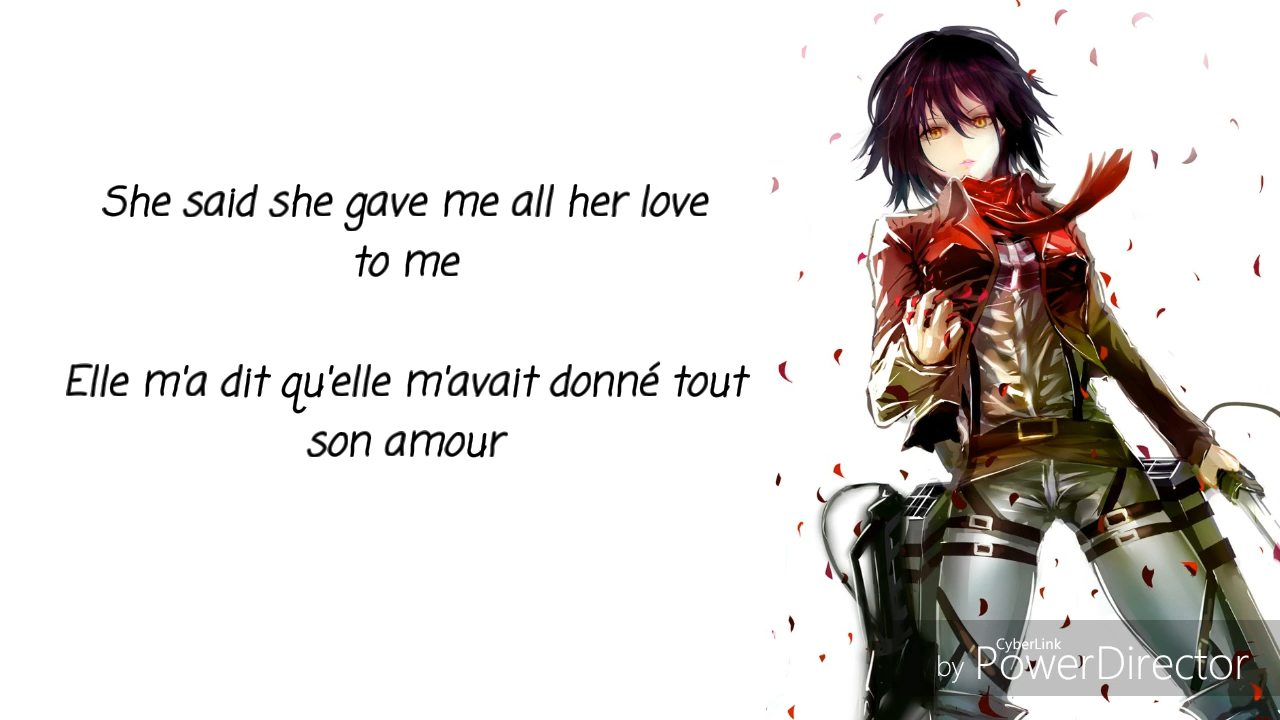 She said she gave me all her love
to me
Elle m'a dit qu'elle m'avait donné tout
son amour
CyberLink
by PowerDirector